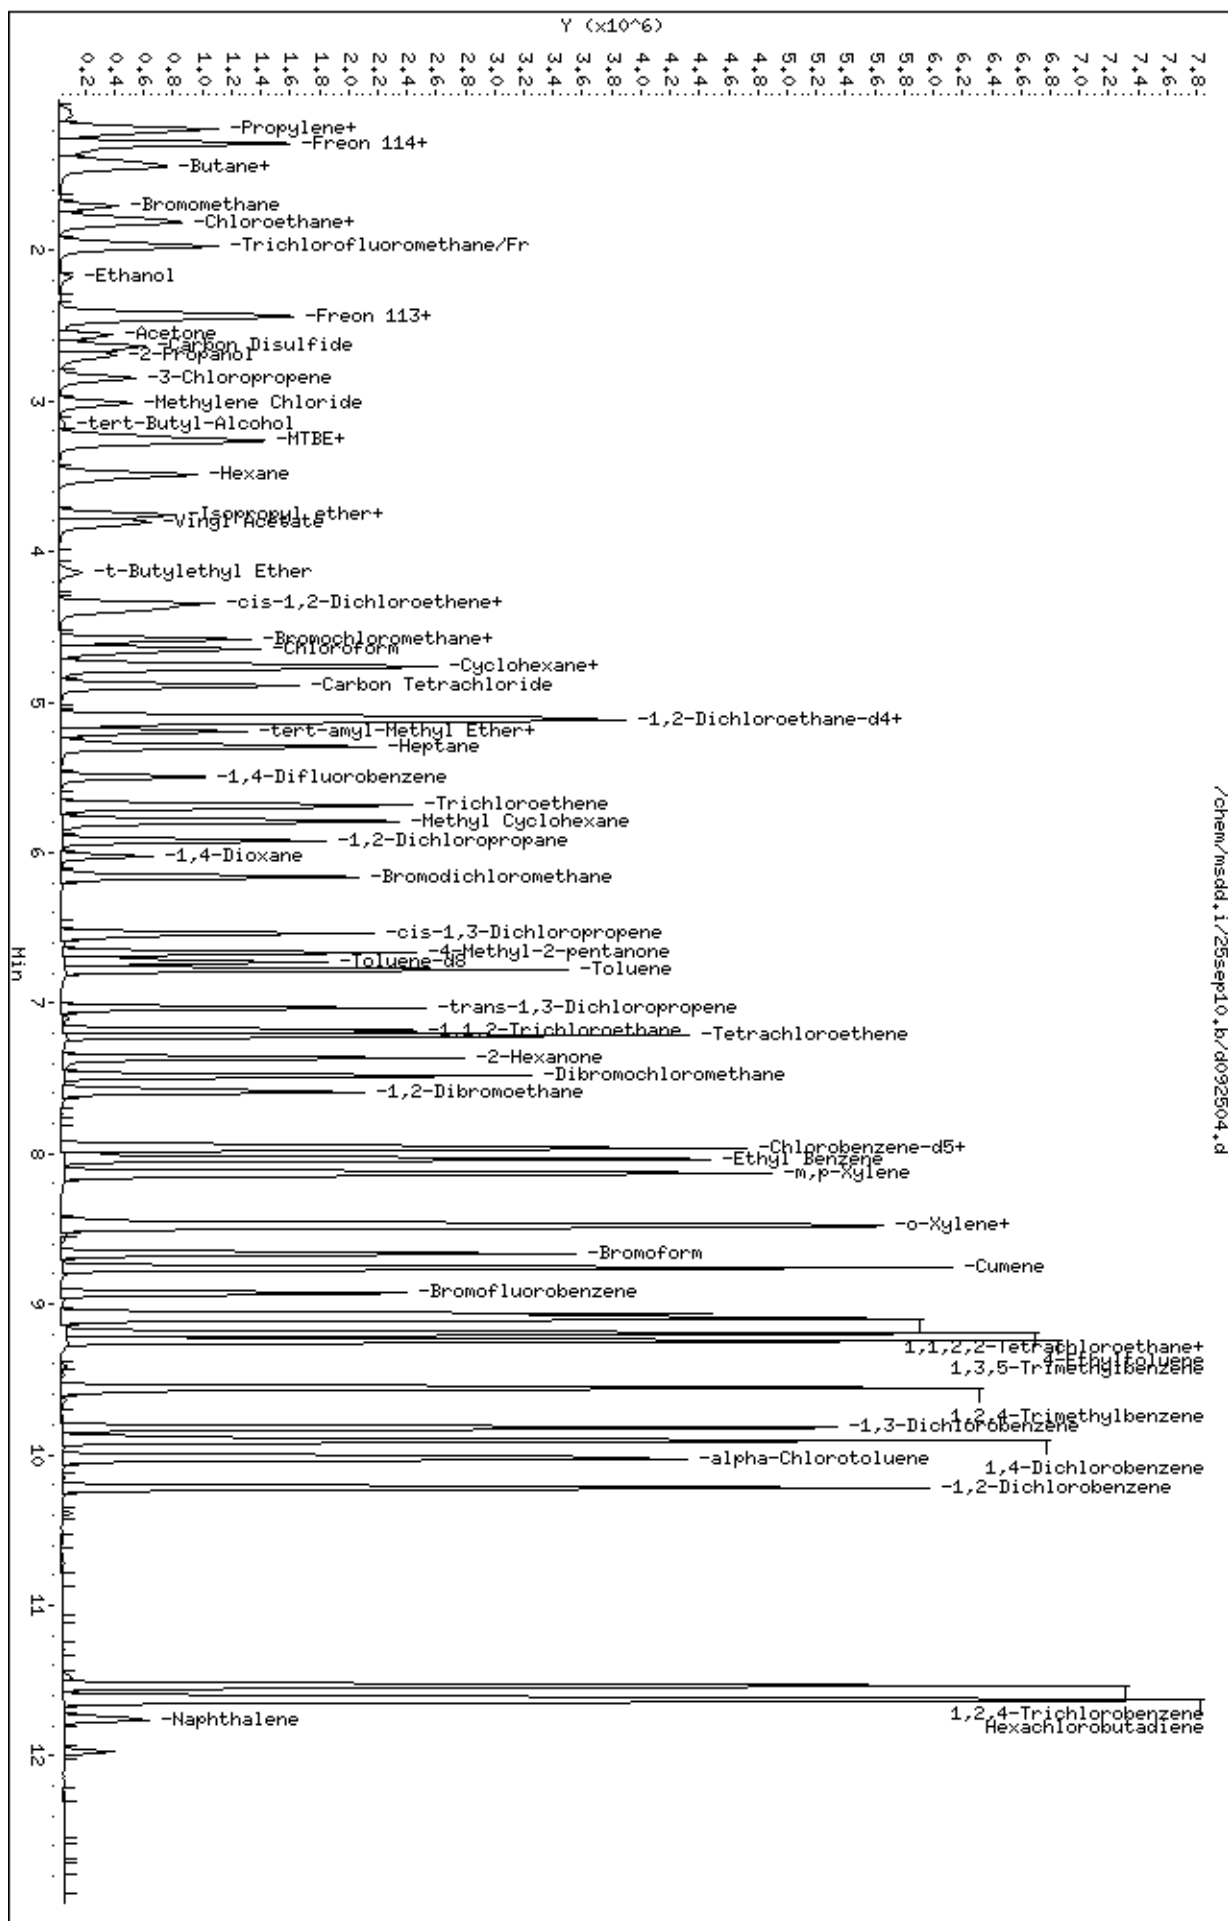 Y (x10^6)
0.2
0.4
0.6
0.8
1.0
1.2
1.4
1.6
1.8
2.0
2.2
2.4
2.6
2.8
3.0
3.2
3.4
3.6
3.8
4.0
4.2
4.4
4.6
4.8
5.0
5.2
5.4
5.6
5.8
6.0
6.2
6.4
6.6
6.8
7.0
7.2
7.4
7.6
7.8
-Propylene+
-Freon 114+
-Butane+
-Bromomethane
-Chloroethane+
-Trichlorofluoromethane/Fr
2
-Ethanol
-Freon 113+
-Acetone
-Carbon Disulfide
-2-Propanol
-3-Chloropropene
3
-Methylene Chloride
-tert-Butyl-Alcohol
-MTBE+
-Hexane
-Isopropyl ether+
-Vinyl Acetate
4
-t-Butylethyl Ether
-cis-1,2-Dichloroethene+
-Bromochloromethane+
-Chloroform
-Cyclohexane+
-Carbon Tetrachloride
5
-1,2-Dichloroethane-d4+
-tert-amyl-Methyl Ether+
-Heptane
-1,4-Difluorobenzene
-Trichloroethene
-Methyl Cyclohexane
-1,2-Dichloropropane
6
-1,4-Dioxane
-Bromodichloromethane
-cis-1,3-Dichloropropene
-4-Methyl-2-pentanone
-Toluene-d8
-Toluene
Min
7
-trans-1,3-Dichloropropene
-1,1,2-Trichloroethane
-Tetrachloroethene
-2-Hexanone
-Dibromochloromethane
-1,2-Dibromoethane
8
-Chlorobenzene-d5+
-Ethyl Benzene
-m,p-Xylene
-o-Xylene+
-Bromoform
-Cumene
-Bromofluorobenzene
9
1,1,2,2-Tetrachloroethane+
4-Ethyltoluene
1,3,5-Trimethylbenzene
1,2,4-Trimethylbenzene
-1,3-Dichlorobenzene
10
-alpha-Chlorotoluene
1,4-Dichlorobenzene
-1,2-Dichlorobenzene
11
1,2,4-Trichlorobenzene
Hexachlorobutadiene
-Naphthalene
12
/chem/msdd.i/25sep10.b/d092504.d